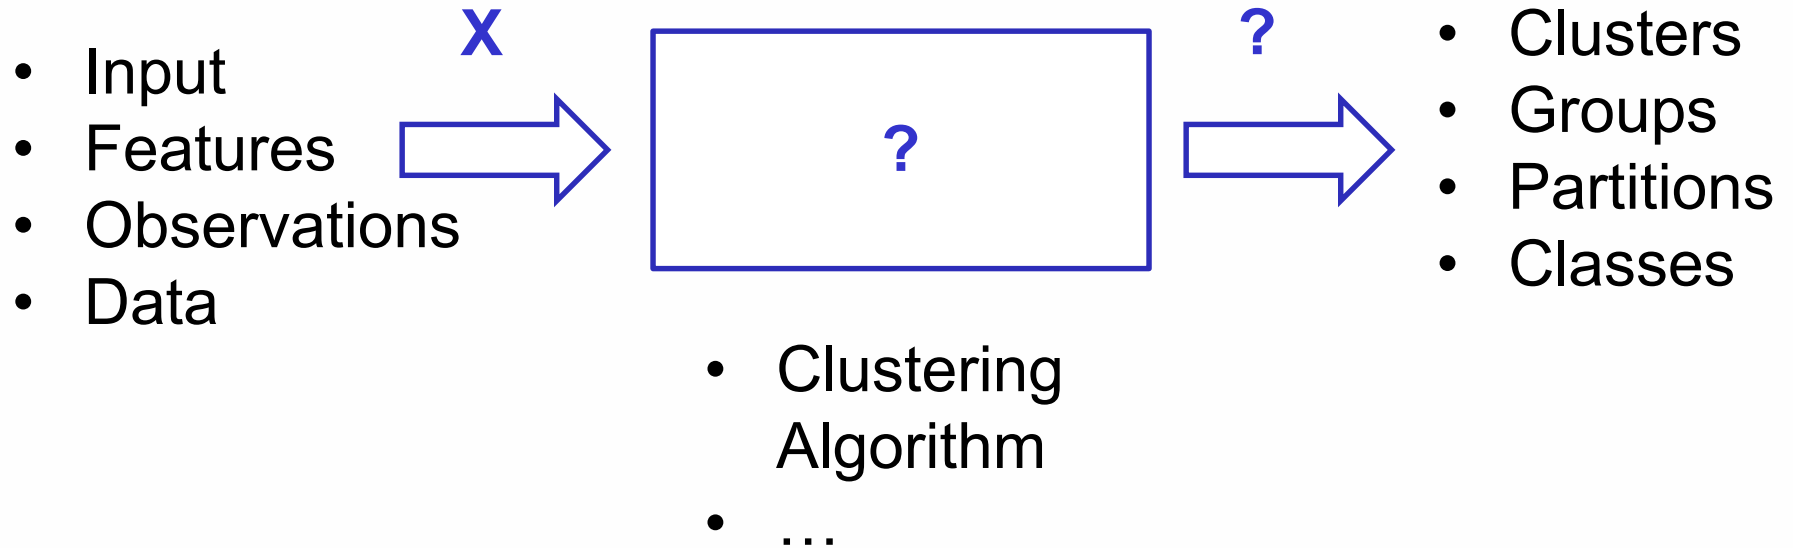 X
• Input
• Features
• Observations
• Data
?
• Clustering
Algorithm
• …
?
• Clusters
• Groups
• Partitions
• Classes